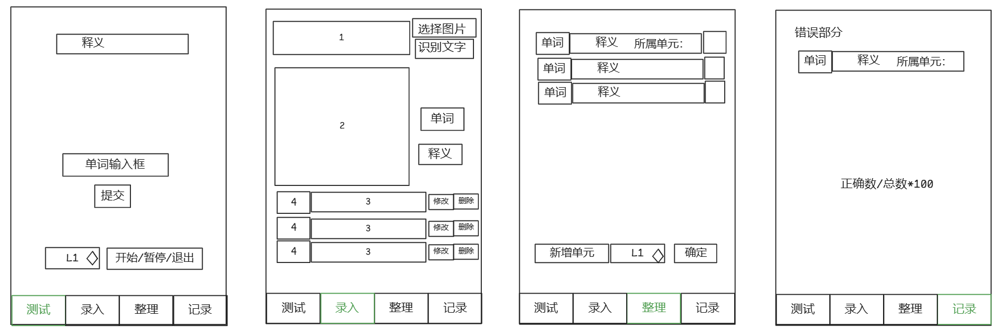 释义
单词输入框
提交
L1
开始/暂停/退出
测试 录入 整理 记录
1
选择图片
识别文字
2
单词
释义
4 3 修改 删除
4 3 修改 删除
4 3 修改 删除
测试 录入 整理 记录
单词 释义 所属单元:
单词 释义
单词 释义
新增单元 L1 确定
测试 录入 整理 记录
错误部分
单词 释义 所属单元:
正确数/总数*100
测试 录入 整理 记录